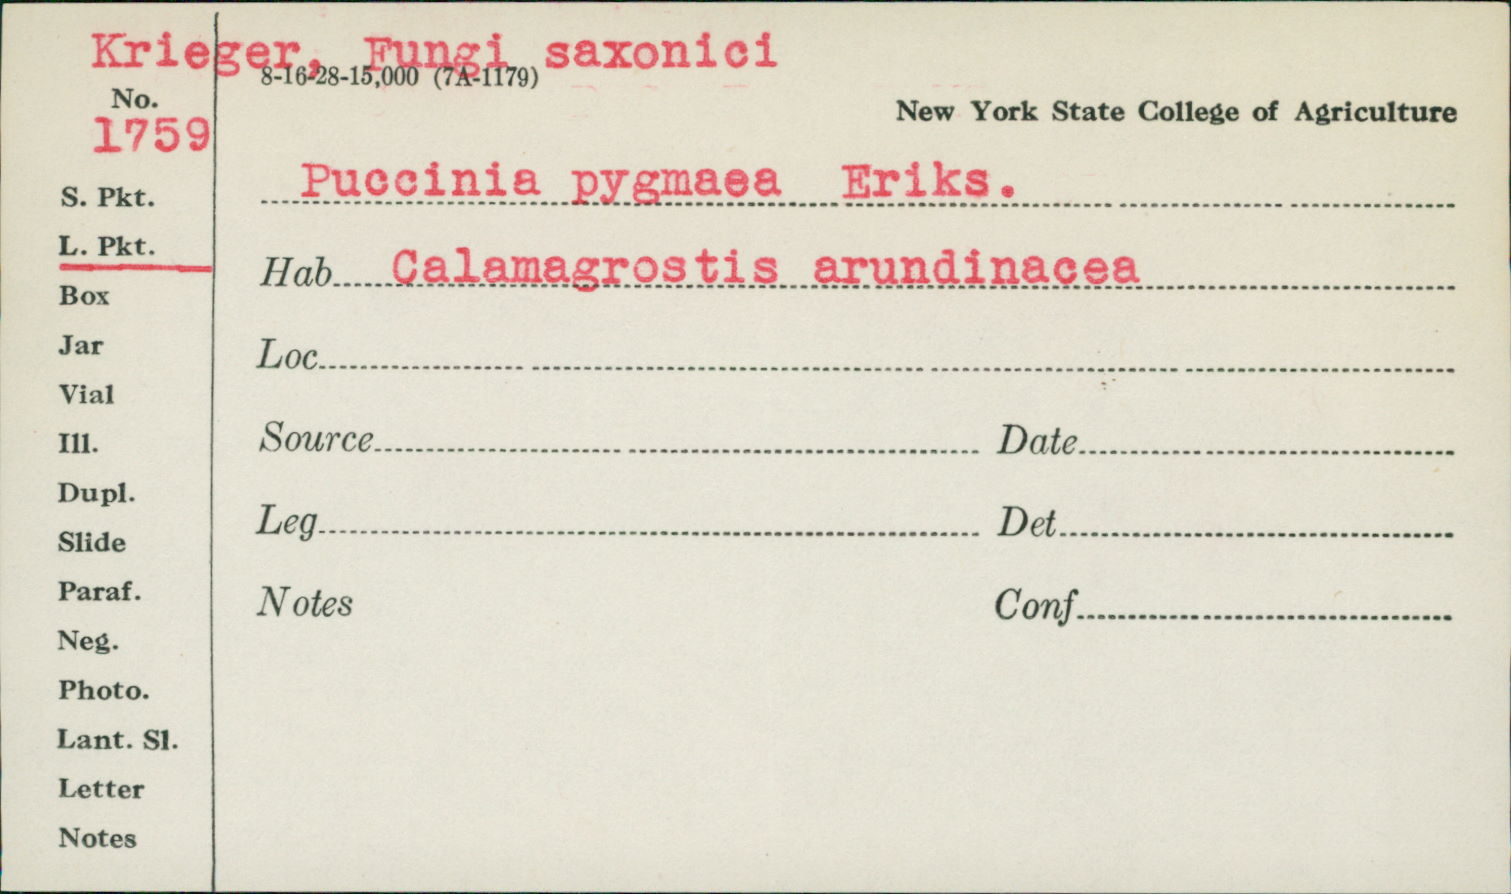 Krieger, Fungi saxonici
8-16-28-15,000 (7A-1179)
No.
1759
New York State College of Agriculture
Puccinia pygmaea Eriks.
S. Pkt.
L. Pkt.
Hab. Calamagrostis arundinacea
Box
Jar
Loc.
Vial
Ill.
Source Date
Dupl.
Slide
Leg. Det.
Paraf.
Notes Conf.
Neg.
Photo.
Lant. Sl.
Letter
Notes